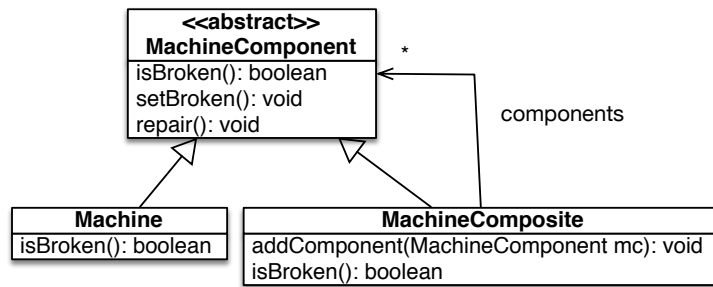 <<abstract>>
MachineComponent
*
isBroken(): boolean
setBroken(): void
repair(): void
components
Machine
isBroken(): boolean
MachineComposite
addComponent(MachineComponent mc): void
isBroken(): boolean